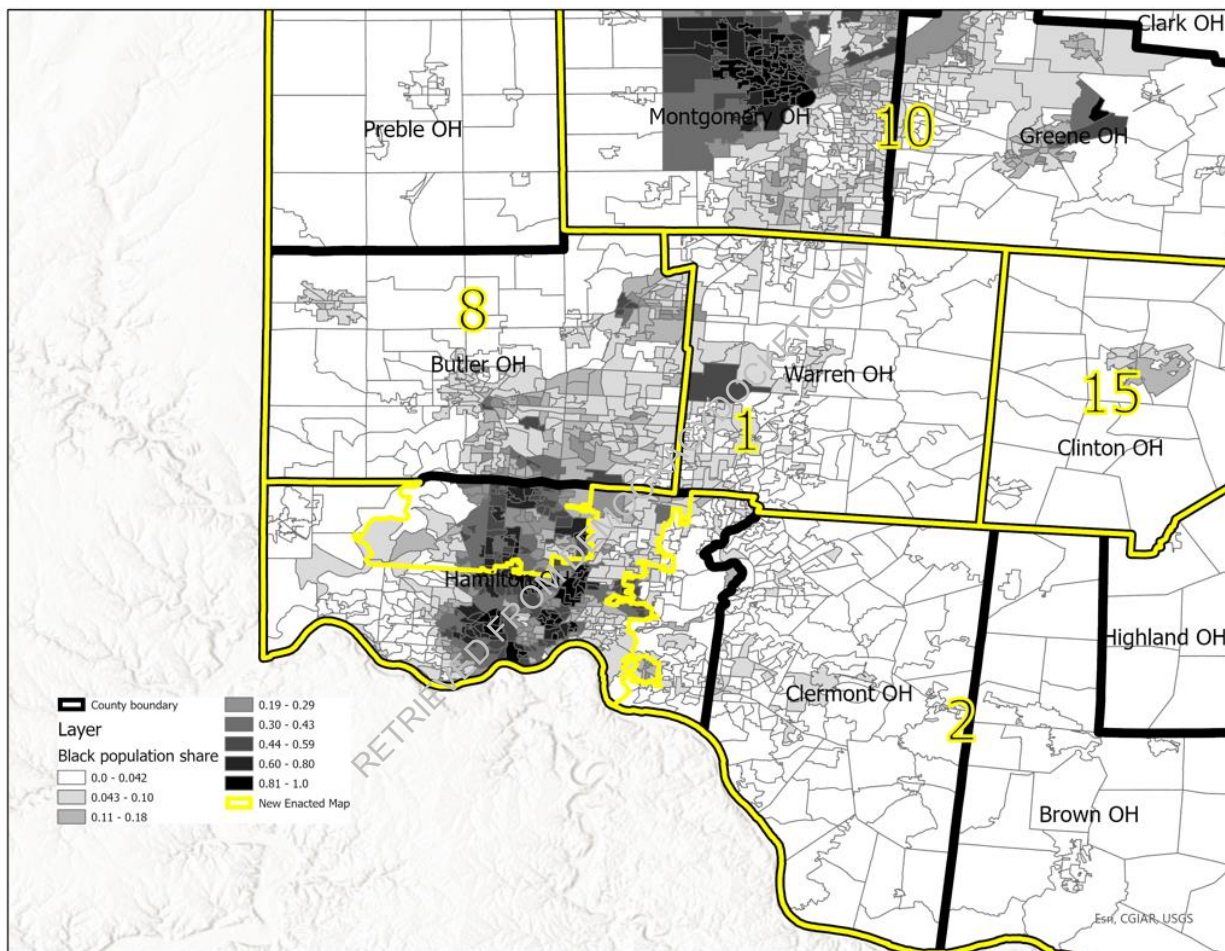 Clark OH
Preble OH
Montgomery OH
10
Greene OH
8
Butler OH
Warren OH
1
15
Clinton OH
Hamilton
Highland OH
Clermont OH
2
Brown OH
County boundary
Layer
Black population share
0.0 - 0.042
0.043 - 0.10
0.11 - 0.18
0.19 - 0.29
0.30 - 0.43
0.44 - 0.59
0.60 - 0.80
0.81 - 1.0
New Enacted Map
Esri, CGIAR, USGS
RETRIEVED FROM DEMOCRACYDOCKET.COM